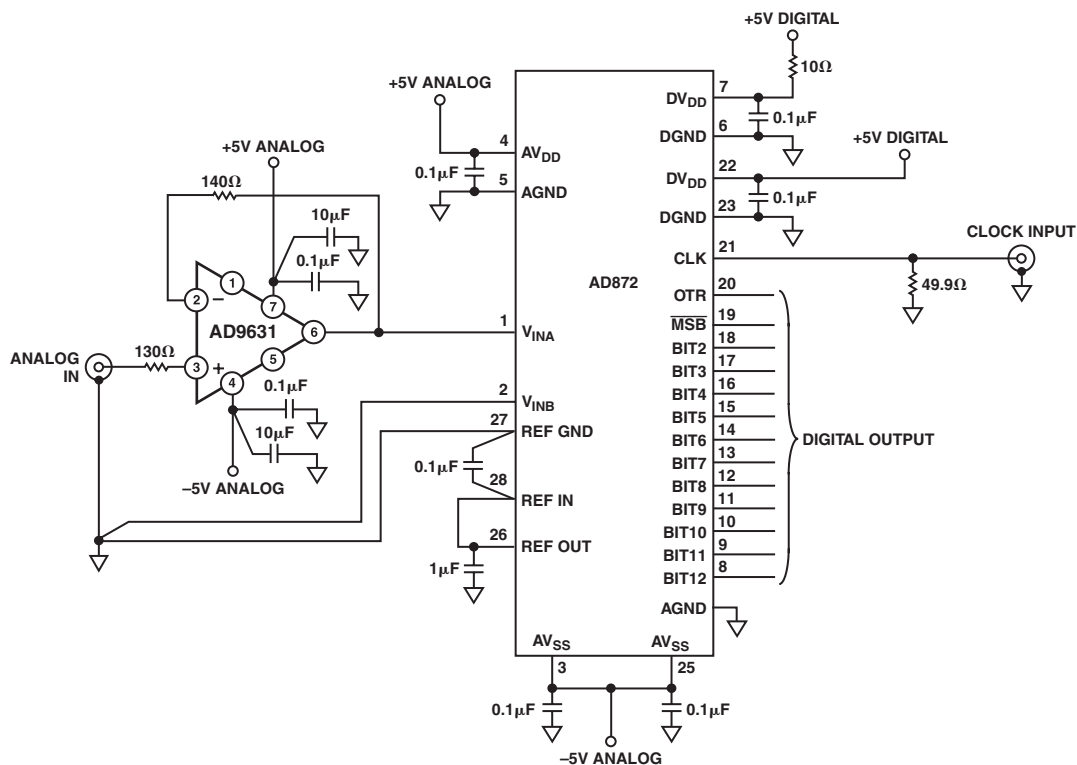 +5V DIGITAL
10Ω
+5V ANALOG
7
DVDD
0.1µF
6
DGND
+5V DIGITAL
4
AVDD
22
DVDD
+5V ANALOG
0.1µF
5
AGND
0.1µF
23
DGND
140Ω
10µF
0.1µF
21
CLK
CLOCK INPUT
49.9Ω
AD872
20
OTR
1
2
–
7
AD9631
6
1
VINA
19
MSB
18
BIT2
ANALOG IN
130Ω
3
+
5
4
17
BIT3
16
BIT4
0.1µF
2
VINB
15
BIT5
10µF
27
REF GND
14
BIT6
DIGITAL OUTPUT
–5V ANALOG
0.1µF
13
BIT7
28
REF IN
12
BIT8
11
BIT9
26
REF OUT
10
BIT10
1µF
9
BIT11
8
BIT12
AGND
AVSS
AVSS
3
25
0.1µF
0.1µF
–5V ANALOG